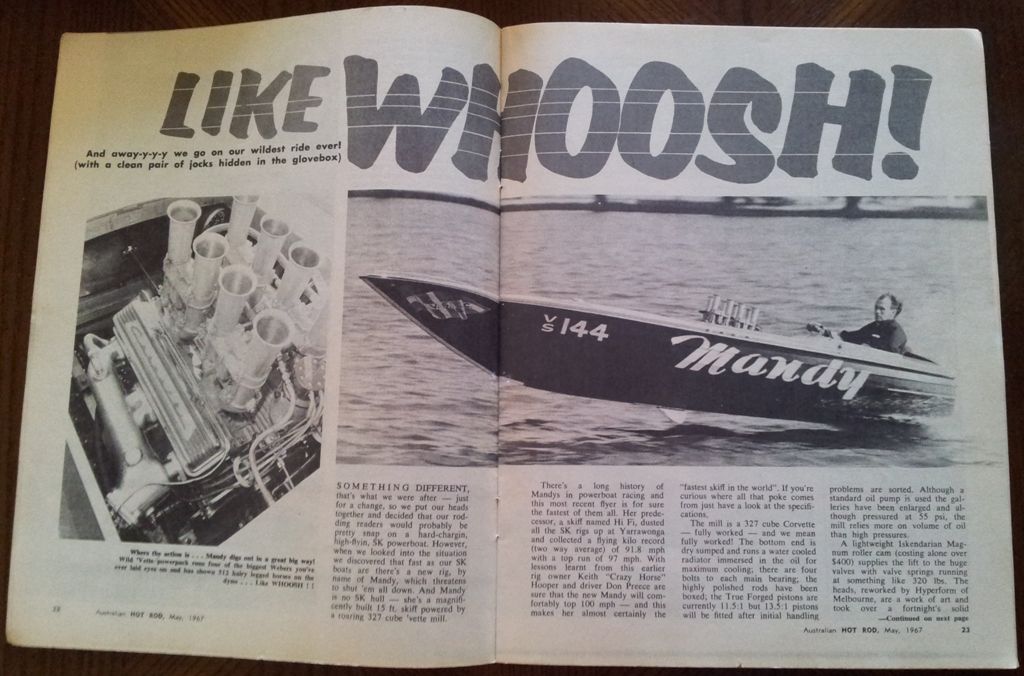 LIKE WHOOSH!
And away-y-y-y we go on our wildest ride ever!
(with a clean pair of jocks hidden in the glovebox)
VS 144
Mandy
Where the action is . . . Mandy digs out in a great big way!
Wild 'Vette powerpack runs four of the biggest Webers you've
ever laid eyes on and has shown 512 hairy legged horses on the
dyno . . . Like WHOOSH ! !
SOMETHING DIFFERENT,
that's what we were after — just
for a change, so we put our heads
together and decided that our rod-
ding readers would probably be
pretty snap on a hard-chargin,
high-flyin, SK powerboat. However,
when we looked into the situation
we discovered that fast as our SK
boats are there's a new rig, by
name of Mandy, which threatens
to shut 'em all down. And Mandy
is no SK hull — she's a magnifi-
cently built 15 ft. skiff powered by
a roaring 327 cube 'vette mill.
There's a long history of
Mandys in powerboat racing and
this most recent flyer is for sure
the fastest of them all. Her prede-
cessor, a skiff named Hi Fi, dusted
all the SK rigs up at Yarrawonga
and collected a flying kilo record
(two way average) of 91.8 mph
with a top run of 97 mph. With
lessons learnt from this earlier
rig owner Keith "Crazy Horse"
Hooper and driver Don Preece are
sure that the new Mandy will com-
fortably top 100 mph — and this
makes her almost certainly the
"fastest skiff in the world". If you're
curious where all that poke comes
from just have a look at the specifi-
cations.
The mill is a 327 cube Corvette
— fully worked — and we mean
fully worked! The bottom end is
dry sumped and runs a water cooled
radiator immersed in the oil for
maximum cooling; there are four
bolts to each main bearing; the
highly polished rods have been
boxed; the True Forged pistons are
currently 11.5:1 but 13.5:1 pistons
will be fitted after initial handling
problems are sorted. Although a
standard oil pump is used the gal-
leries have been enlarged and al-
though pressured at 55 psi, the
mill relies more on volume of oil
than high pressures.
A lightweight Iskendarian Mag-
num roller cam (costing alone over
$400) supplies the lift to the huge
valves with valve springs running
at something like 320 lbs. The
heads, reworked by Hyperform of
Melbourne, are a work of art and
took over a fortnight's solid
—Continued on next page
Australian HOT ROD, May, 1967
Australian HOT ROD, May, 1967 23